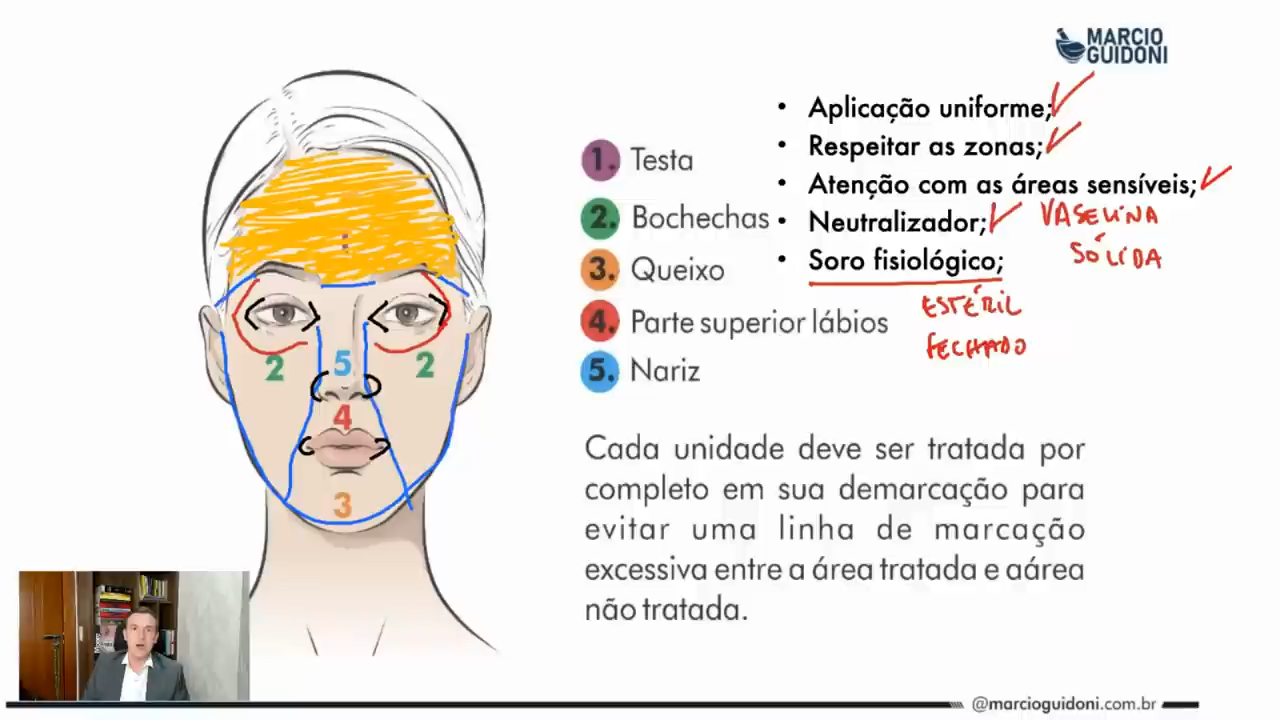 MARCIO
GUIDONI
• Aplicação uniforme;
• Respeitar as zonas;
• Atenção com as áreas sensíveis;
• Neutralizador;
VASELINA
SÓLIDA
• Soro fisiológico;
ESTÉRIL
FECHADO
1. Testa
2. Bochechas
3. Queixo
4. Parte superior lábios
5. Nariz
1
2
5
2
4
3
Cada unidade deve ser tratada por
completo em sua demarcação para
evitar uma linha de marcação
excessiva entre a área tratada e aárea
não tratada.
@marcioguidoni.com.br